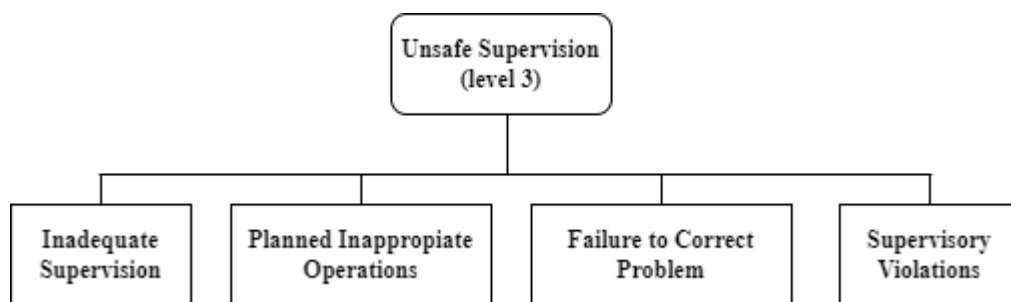 Unsafe Supervision
(level 3)
Inadequate
Supervision
Planned Inappropiate
Operations
Failure to Correct
Problem
Supervisory
Violations